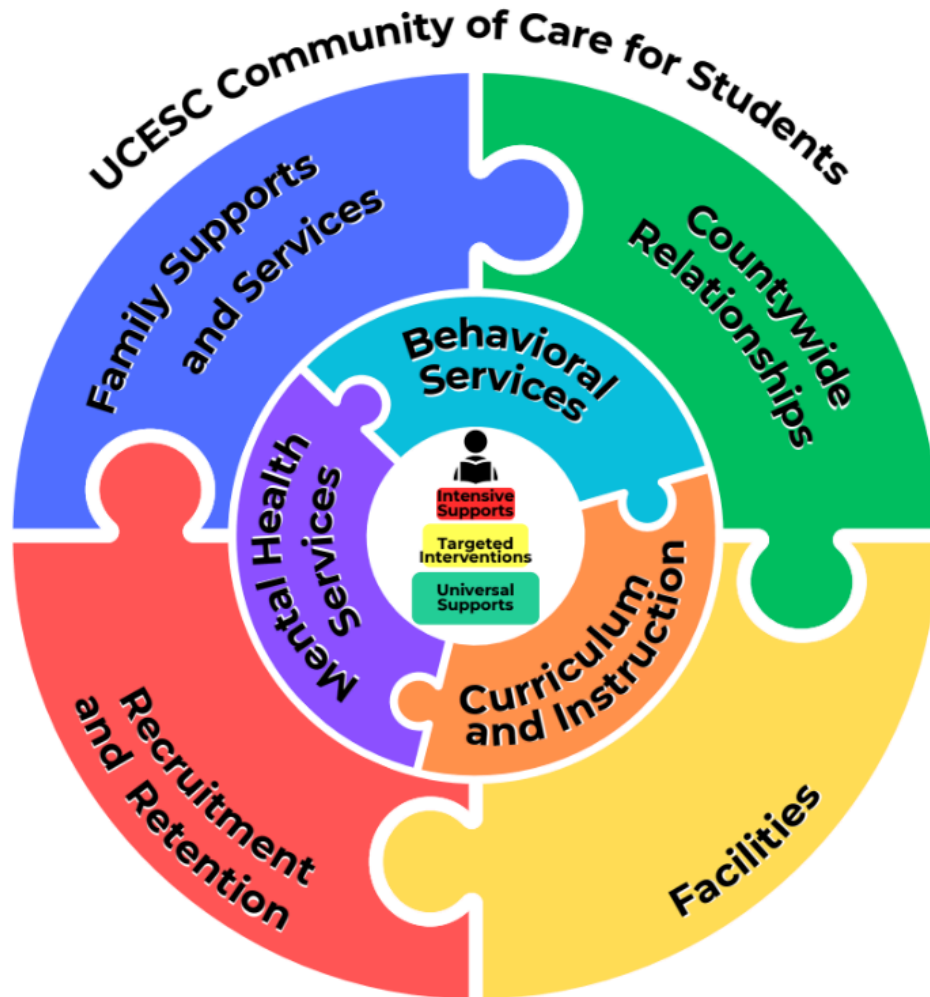 UCESC Community of Care for Students
Family Supports
and Services
Countywide
Relationships
Behavioral
Services
Mental Health
Services
Intensive
Supports
Targeted
Interventions
Universal
Supports
Curriculum
and Instruction
Recruitment
and Retention
Facilities